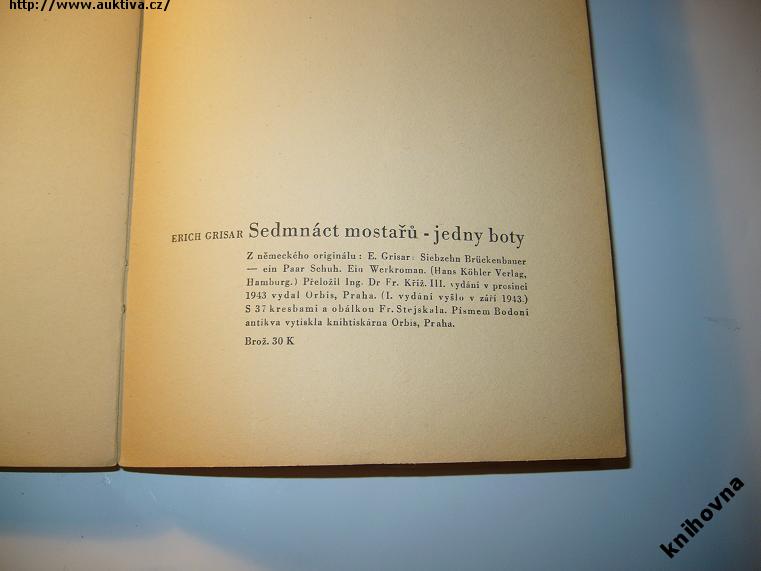 http://www.auktiva.cz/
ERICH GRISAR Sedmnáct mostařů - jedny boty
Z německého originálu: E. Grisar: Siebzehn Brückenbauer
— ein Paar Schuh. Ein Werkroman. (Hans Köhler Verlag,
Hamburg.) Přeložil Ing. Dr Fr. Kříž. III. vydání v prosinci
1943 vydal Orbis, Praha. (I. vydání vyšlo v září 1943.)
S 37 kresbami a obálkou Fr. Stejskala. Písmem Bodoni
antikva vytiskla knihtiskárna Orbis, Praha.
Brož. 30 K
knihovna